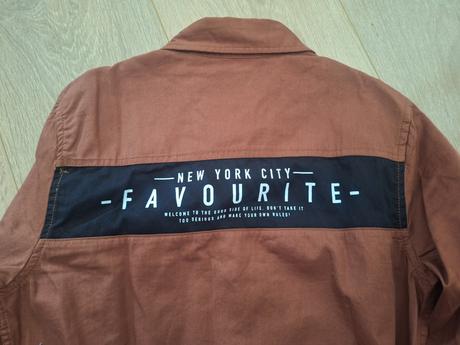 NEW YORK CITY
- FAVOURITE -
WELCOME TO THE GOOD SIDE OF LIFE, DON'T TAKE IT
TOO SERIOUS AND MAKE YOUR OWN RULES!